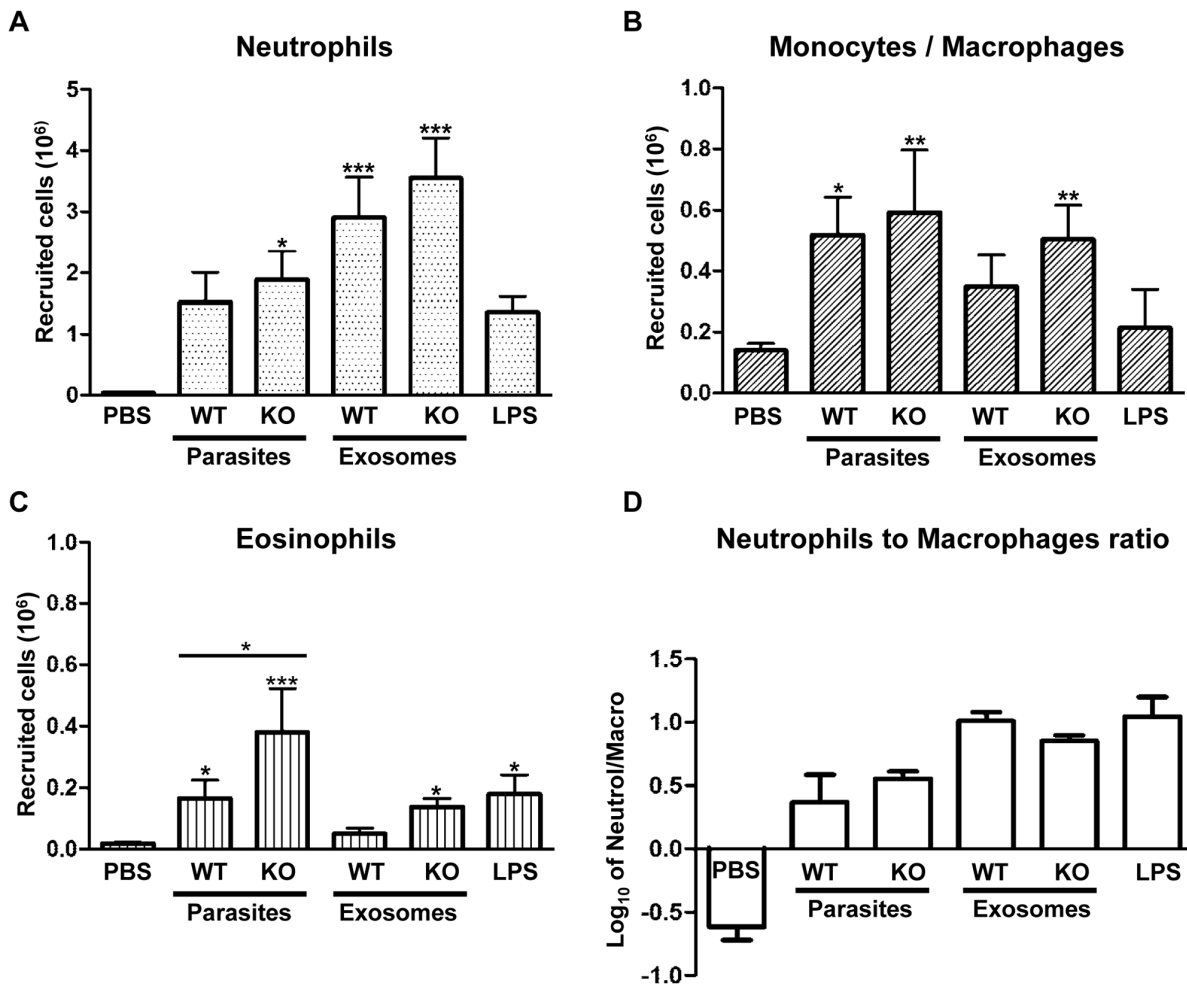 A
Neutrophils
Recruited cells (10⁶⁾
5
4
3
2
1
0
***
***
*
PBS
WT
KO
WT
KO
LPS
Parasites
Exosomes
B
Monocytes / Macrophages
Recruited cells (10⁶)
1.0
0.8
0.6
0.4
0.2
0.0
*
**
**
PBS
WT
KO
WT
KO
LPS
Parasites
Exosomes
C
Eosinophils
Recruited cells (10⁶)
1.0
0.8
0.6
0.4
0.2
0.0
*
***
*
*
*
PBS
WT
KO
WT
KO
LPS
Parasites
Exosomes
D
Neutrophils to Macrophages ratio
Log₁₀ of Neutrol/Macro
1.5
1.0
0.5
0.0
-0.5
-1.0
PBS
WT
KO
WT
KO
LPS
Parasites
Exosomes